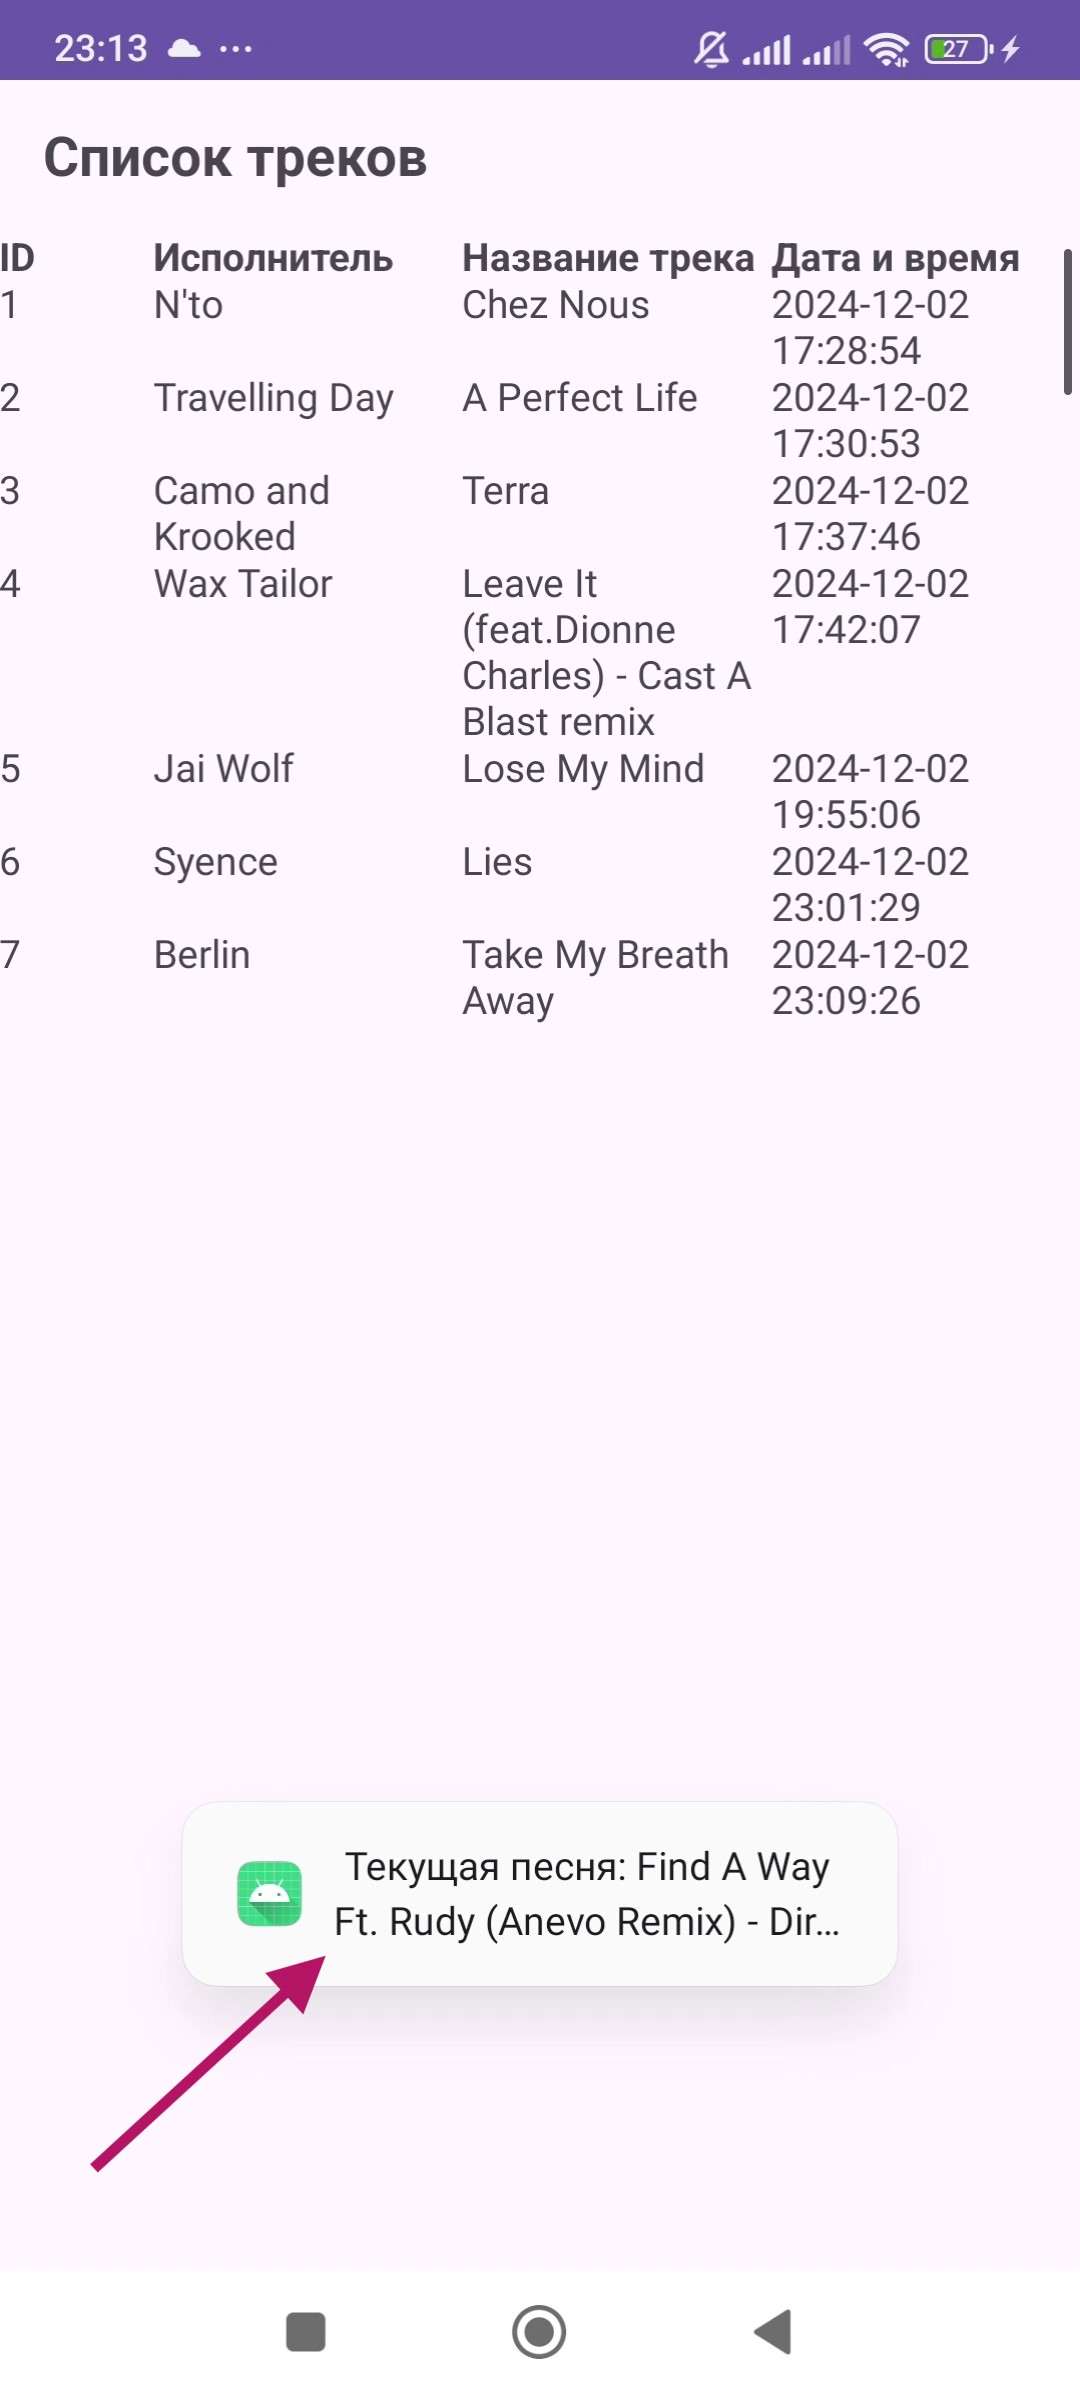 23:13
27
Список треков
ID Исполнитель Название трека Дата и время
1 N'to Chez Nous 2024-12-02
17:28:54
2 Travelling Day A Perfect Life 2024-12-02
17:30:53
3 Camo and Terra 2024-12-02
Krooked 17:37:46
4 Wax Tailor Leave It 2024-12-02
(feat.Dionne 17:42:07
Charles) - Cast A
Blast remix
5 Jai Wolf Lose My Mind 2024-12-02
19:55:06
6 Syence Lies 2024-12-02
23:01:29
7 Berlin Take My Breath 2024-12-02
Away 23:09:26
Текущая песня: Find A Way
Ft. Rudy (Anevo Remix) - Dir...